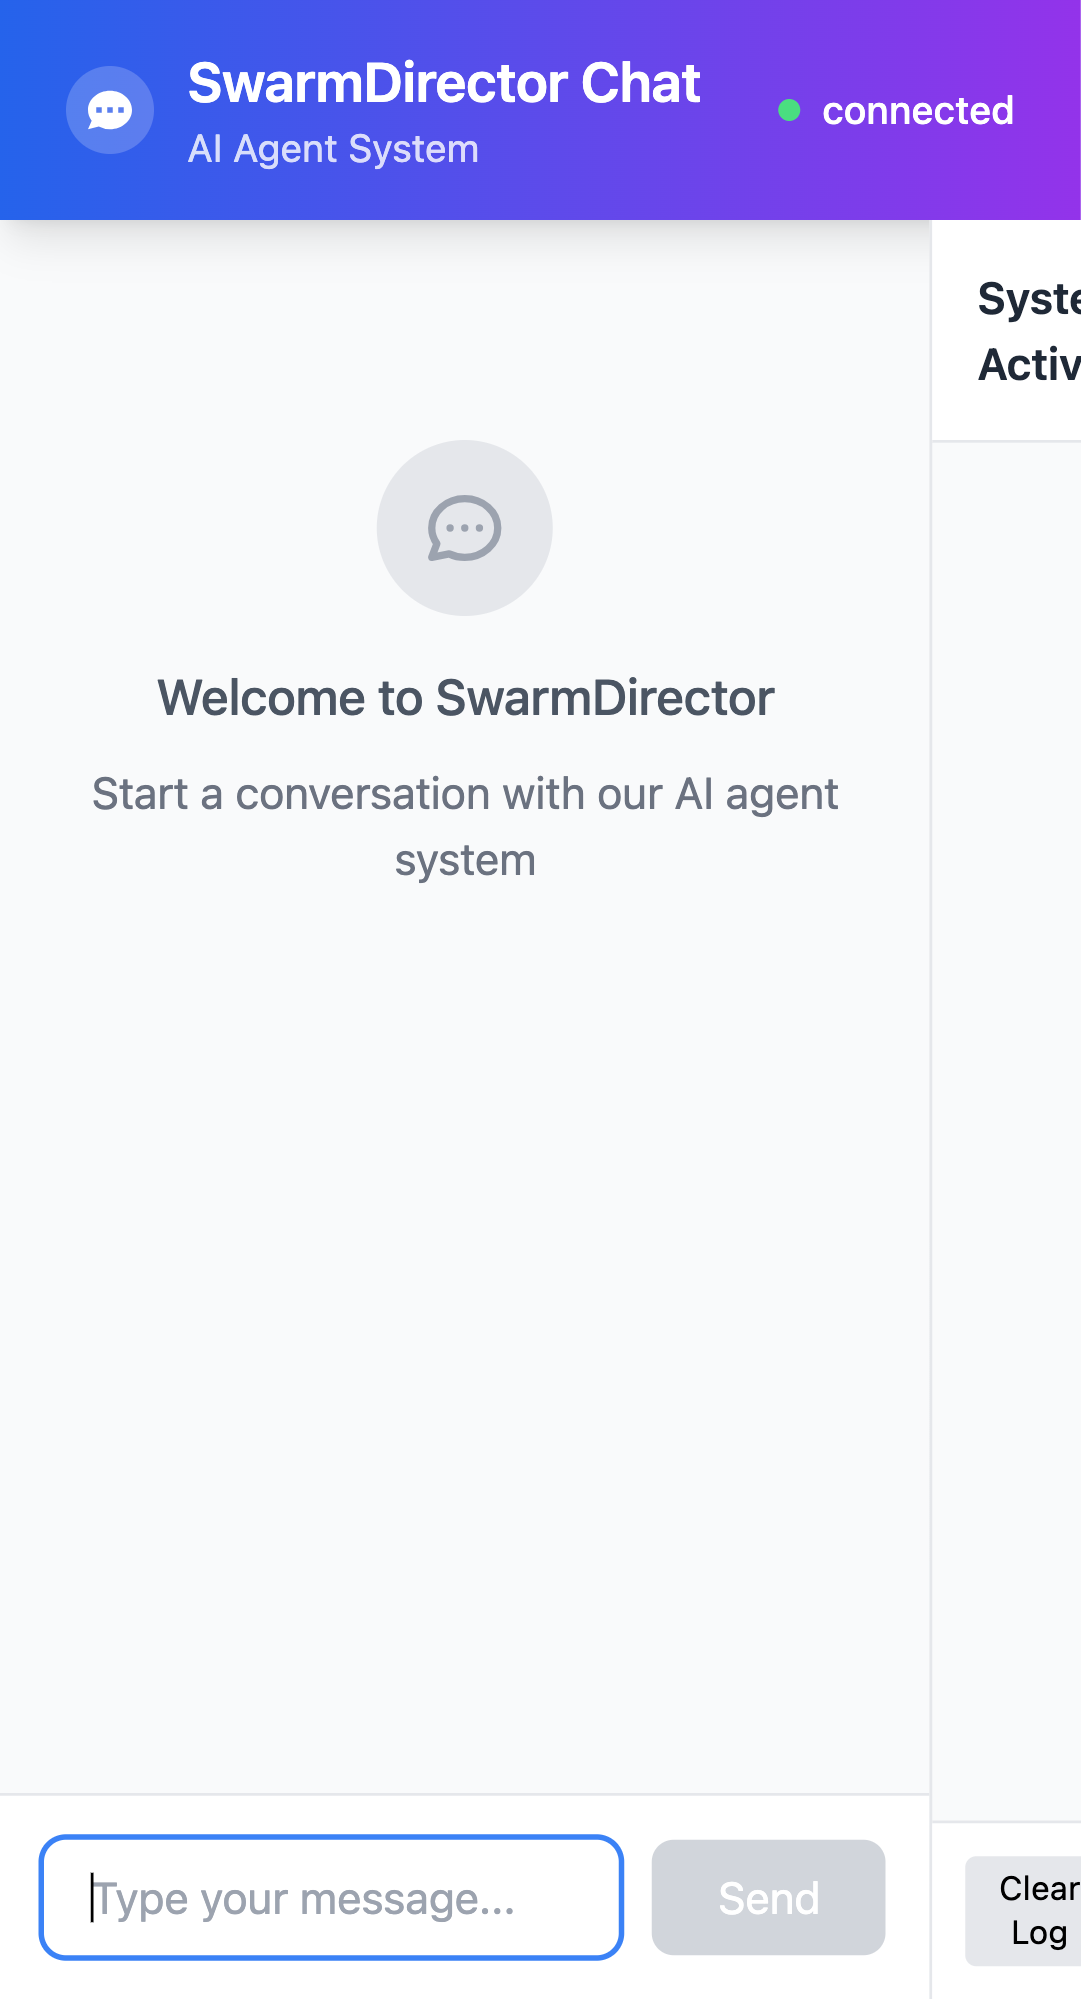 SwarmDirector Chat
AI Agent System
connected
Syste
Activ
Welcome to SwarmDirector
Start a conversation with our AI agent
system
Type your message...
Send
Clear
Log